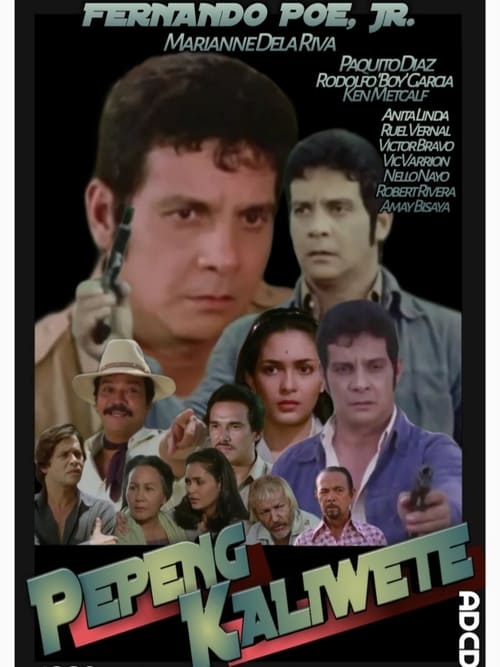 FERNANDO POE, JR.
MARIANNE DELA RIVA
PAQUITO DIAZ
RODOLFO 'BOY' GARCIA
KEN METCALF
ANITA LINDA
RUEL VERNAL
VICTOR BRAVO
VIC VARRION
NELLO NAYO
ROBERT RIVERA
AMAY BISAYA
PEPENG
KALIWETE
ADCD